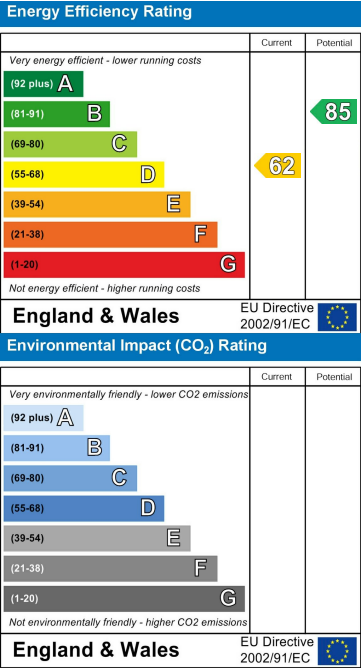 Energy Efficiency Rating
Current Potential
Very energy efficient - lower running costs
(92 plus) A
(81-91) B
85
(69-80) C
(55-68) D
62
(39-54) E
(21-38) F
(1-20) G
Not energy efficient - higher running costs
England & Wales
EU Directive
2002/91/EC
Environmental Impact (CO₂) Rating
Current Potential
Very environmentally friendly - lower CO2 emissions
(92 plus) A
(81-91) B
(69-80) C
(55-68) D
(39-54) E
(21-38) F
(1-20) G
Not environmentally friendly - higher CO2 emissions
England & Wales
EU Directive
2002/91/EC